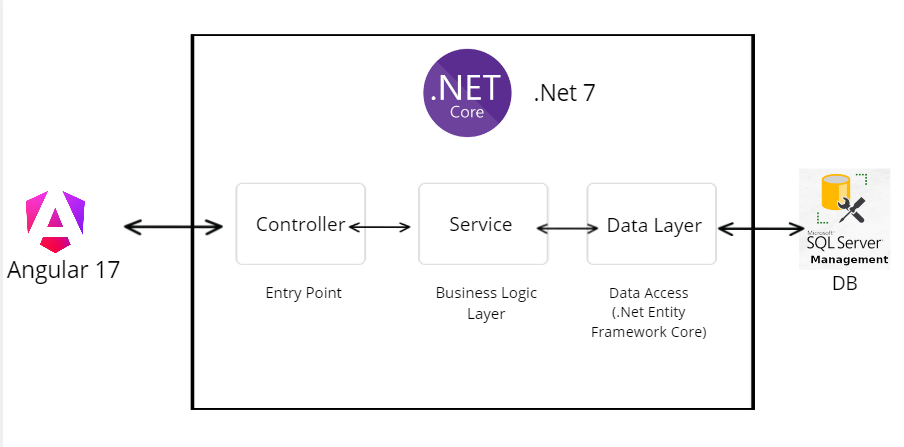 .NET
Core
.Net 7
Controller
Service
Data Layer
Entry Point
Business Logic
Layer
Data Access
(.Net Entity
Framework Core)
Angular 17
Microsoft
SQL Server
Management
DB